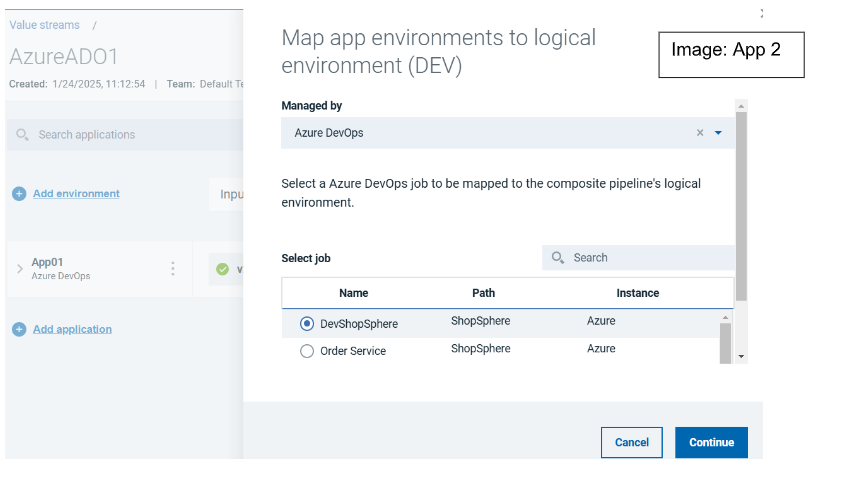 Value streams /
AzureADO1
Created: 1/24/2025, 11:12:54 | Team: Default Te
Search applications
Add environment
Inpu
App01
Azure DevOps
v
Add application
Map app environments to logical
environment (DEV)
Image: App 2
Managed by
Azure DevOps
Select a Azure DevOps job to be mapped to the composite pipeline's logical
environment.
Select job
Search
Name Path Instance
DevShopSphere ShopSphere Azure
Order Service ShopSphere Azure
Cancel Continue